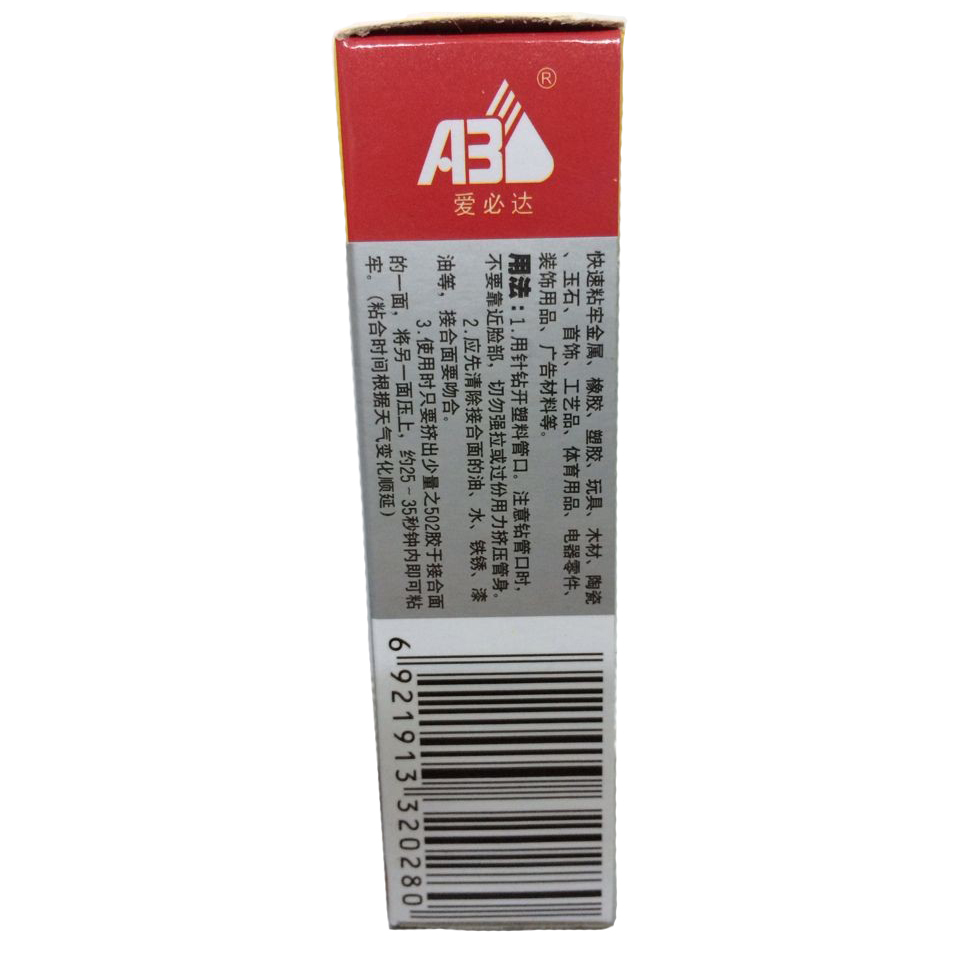 ABD®
爱必达
快速粘牢金属、橡胶、塑胶、玩具、木材、陶瓷
、玉石、首饰、工艺品、体育用品、电器零件、
装饰用品、广告材料等。
用法：1.用针钻开塑料管口。注意钻管口时，
不要靠近脸部，切勿强拉或过份用力挤压管身。
2.应先清除接合面的油、水、铁锈、漆
油等，接合面要吻合。
3.使用时只要挤出少量之502胶于接合面
的一面，将另一面压上，约25-35秒钟内即可粘
牢。（粘合时间根据天气变化顺延）
6 921913 320280